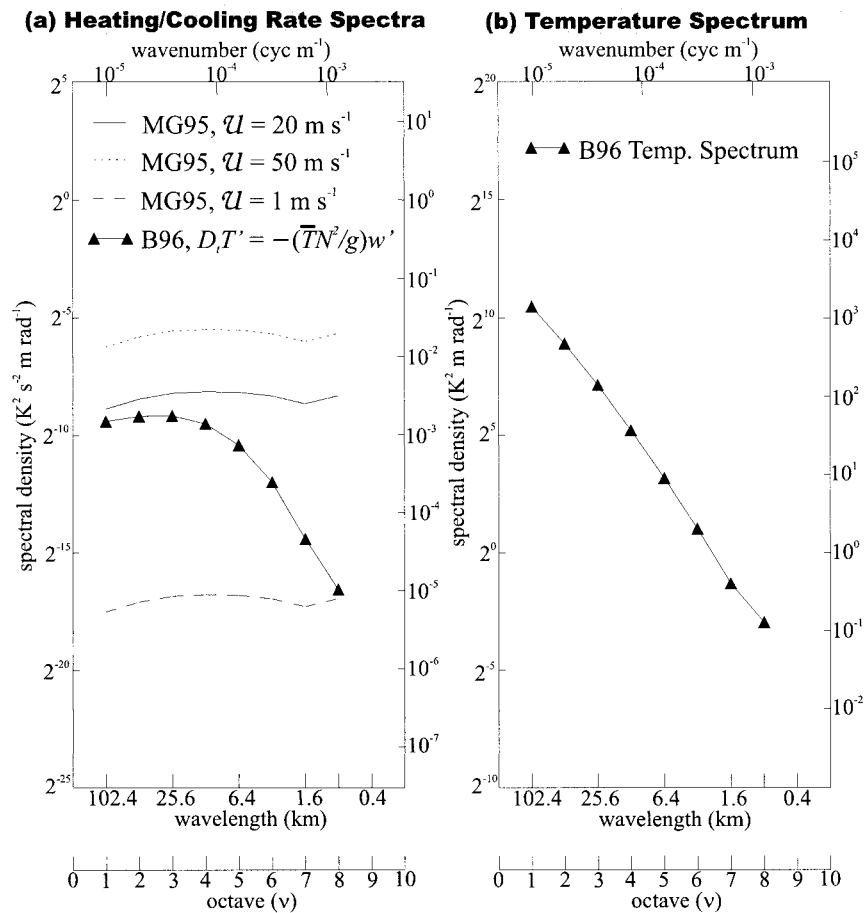 (a) Heating/Cooling Rate Spectra
wavenumber (cyc m⁻¹)
10⁻⁵ 10⁻⁴ 10⁻³
2⁵
2⁰
2⁻⁵
2⁻¹⁰
2⁻¹⁵
2⁻²⁰
2⁻²⁵
spectral density (K² s⁻² m rad⁻¹)
MG95, 𝒰 = 20 m s⁻¹
MG95, 𝒰 = 50 m s⁻¹
MG95, 𝒰 = 1 m s⁻¹
B96, DₜT' = −(T̅N²/g)w'
10¹
10⁰
10⁻¹
10⁻²
10⁻³
10⁻⁴
10⁻⁵
10⁻⁶
10⁻⁷
102.4 25.6 6.4 1.6 0.4
wavelength (km)
0 1 2 3 4 5 6 7 8 9 10
octave (ν)
(b) Temperature Spectrum
wavenumber (cyc m⁻¹)
10⁻⁵ 10⁻⁴ 10⁻³
2²⁰
2¹⁵
2¹⁰
2⁵
2⁰
2⁻⁵
2⁻¹⁰
spectral density (K² m rad⁻¹)
B96 Temp. Spectrum
10⁵
10⁴
10³
10²
10¹
10⁰
10⁻¹
10⁻²
102.4 25.6 6.4 1.6 0.4
wavelength (km)
0 1 2 3 4 5 6 7 8 9 10
octave (ν)